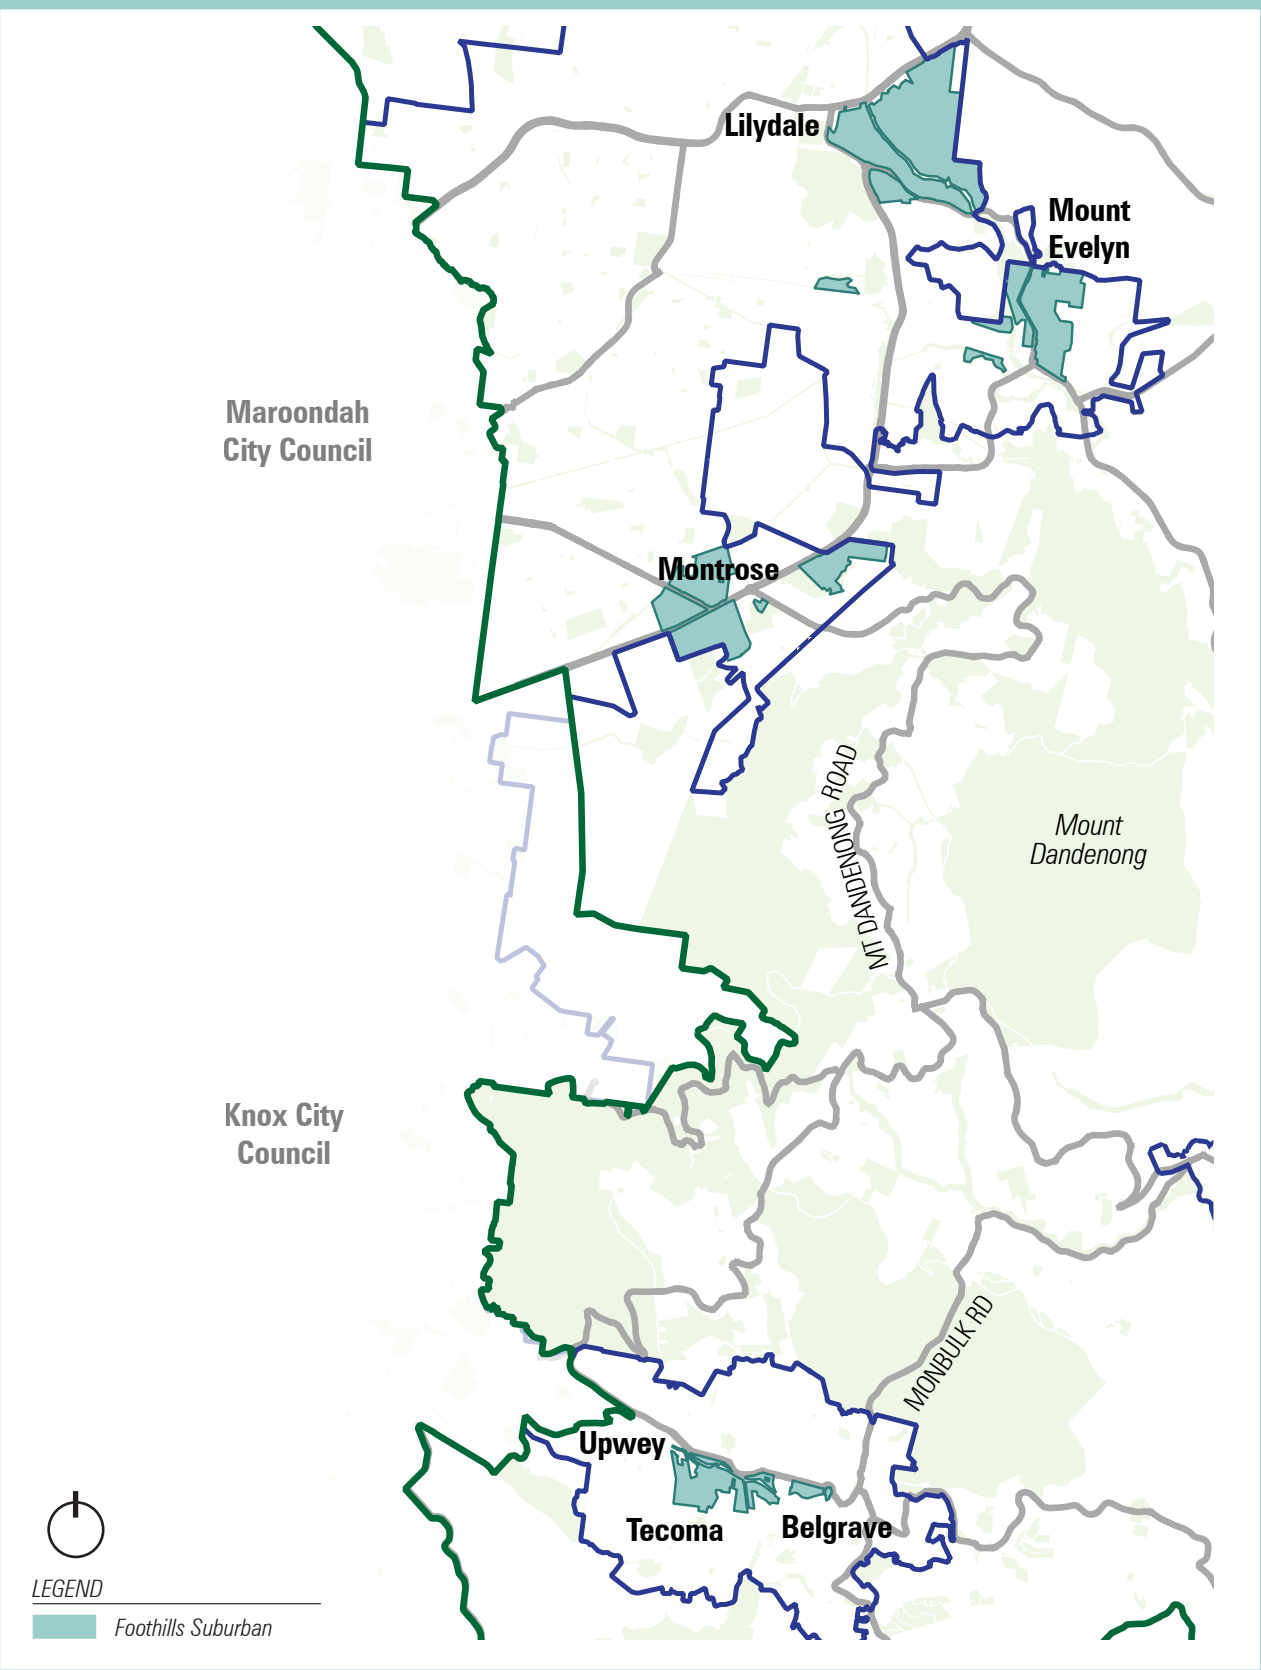 Lilydale
Mount
Evelyn
Maroondah
City Council
Montrose
MT DANDENONG ROAD
Mount
Dandenong
Knox City
Council
MONBULK RD
Upwey
Tecoma
Belgrave
LEGEND
Foothills Suburban